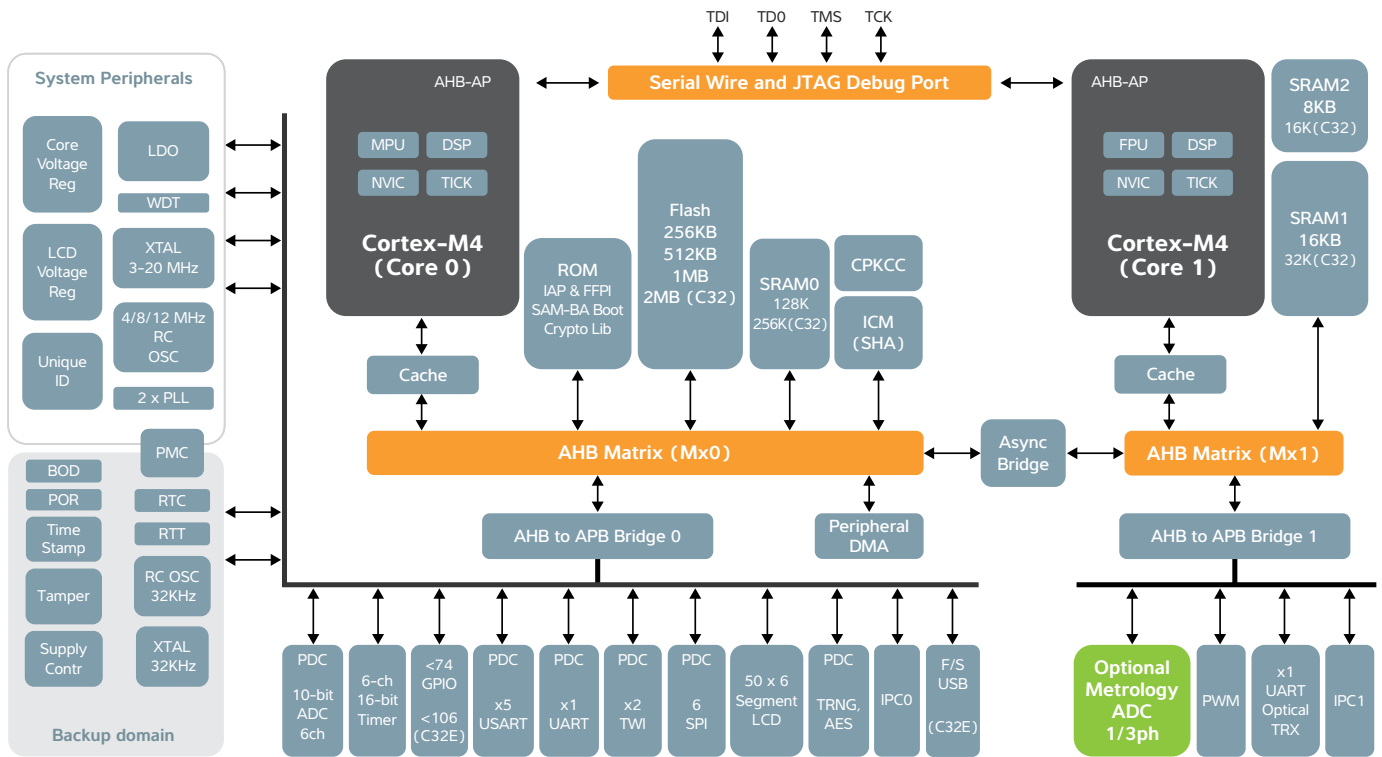 TDI
TD0
TMS
TCK
Serial Wire and JTAG Debug Port
System Peripherals
Core
Voltage
Reg
LDO
WDT
LCD
Voltage
Reg
XTAL
3-20 MHz
4/8/12 MHz
RC
OSC
Unique
ID
2 x PLL
PMC
BOD
POR
Time
Stamp
Tamper
Supply
Contr
RTC
RTT
RC OSC
32KHz
XTAL
32KHz
Backup domain
AHB-AP
MPU
DSP
NVIC
TICK
Cortex-M4
(Core 0)
Cache
ROM
IAP & FFPI
SAM-BA Boot
Crypto Lib
Flash
256KB
512KB
1MB
2MB (C32)
SRAM0
128K
256K(C32)
CPKCC
ICM
(SHA)
AHB-AP
FPU
DSP
NVIC
TICK
Cortex-M4
(Core 1)
Cache
SRAM2
8KB
16K(C32)
SRAM1
16KB
32K(C32)
AHB Matrix (Mx0)
Async
Bridge
AHB Matrix (Mx1)
AHB to APB Bridge 0
Peripheral
DMA
AHB to APB Bridge 1
PDC
10-bit
ADC
6ch
6-ch
16-bit
Timer
<74
GPIO
<106
(C32E)
PDC
x5
USART
PDC
x1
UART
PDC
x2
TWI
PDC
6
SPI
50 x 6
Segment
LCD
PDC
TRNG,
AES
IPC0
F/S
USB
(C32E)
Optional
Metrology
ADC
1/3ph
PWM
x1
UART
Optical
TRX
IPC1